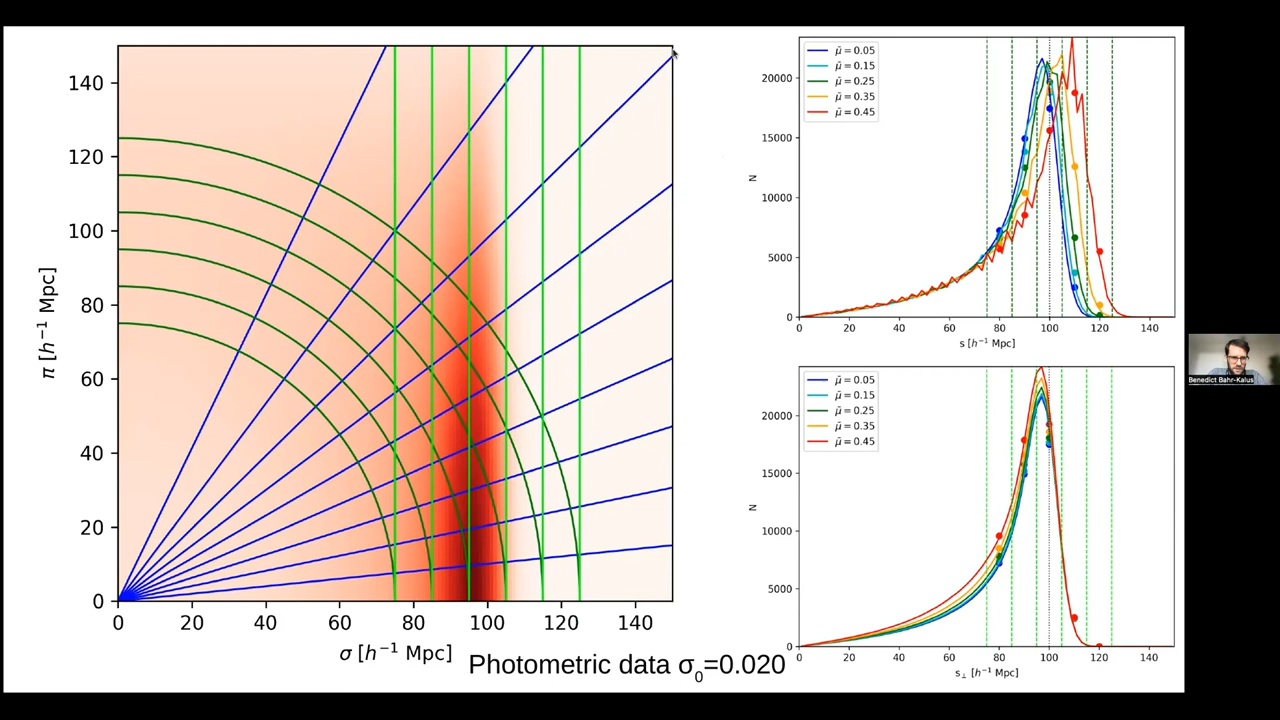 140
120
100
80
60
40
20
0
π [h⁻¹ Mpc]
0 20 40 60 80 100 120 140
σ [h⁻¹ Mpc]
Photometric data σ₀=0.020
μ̄ = 0.05
μ̄ = 0.15
μ̄ = 0.25
μ̄ = 0.35
μ̄ = 0.45
20000
15000
10000
5000
0
N
0 20 40 60 80 100 120 140
s [h⁻¹ Mpc]
μ̄ = 0.05
μ̄ = 0.15
μ̄ = 0.25
μ̄ = 0.35
μ̄ = 0.45
20000
15000
10000
5000
0
N
0 20 40 60 80 100 120 140
s⊥ [h⁻¹ Mpc]
Benedict Bahr-Kalus